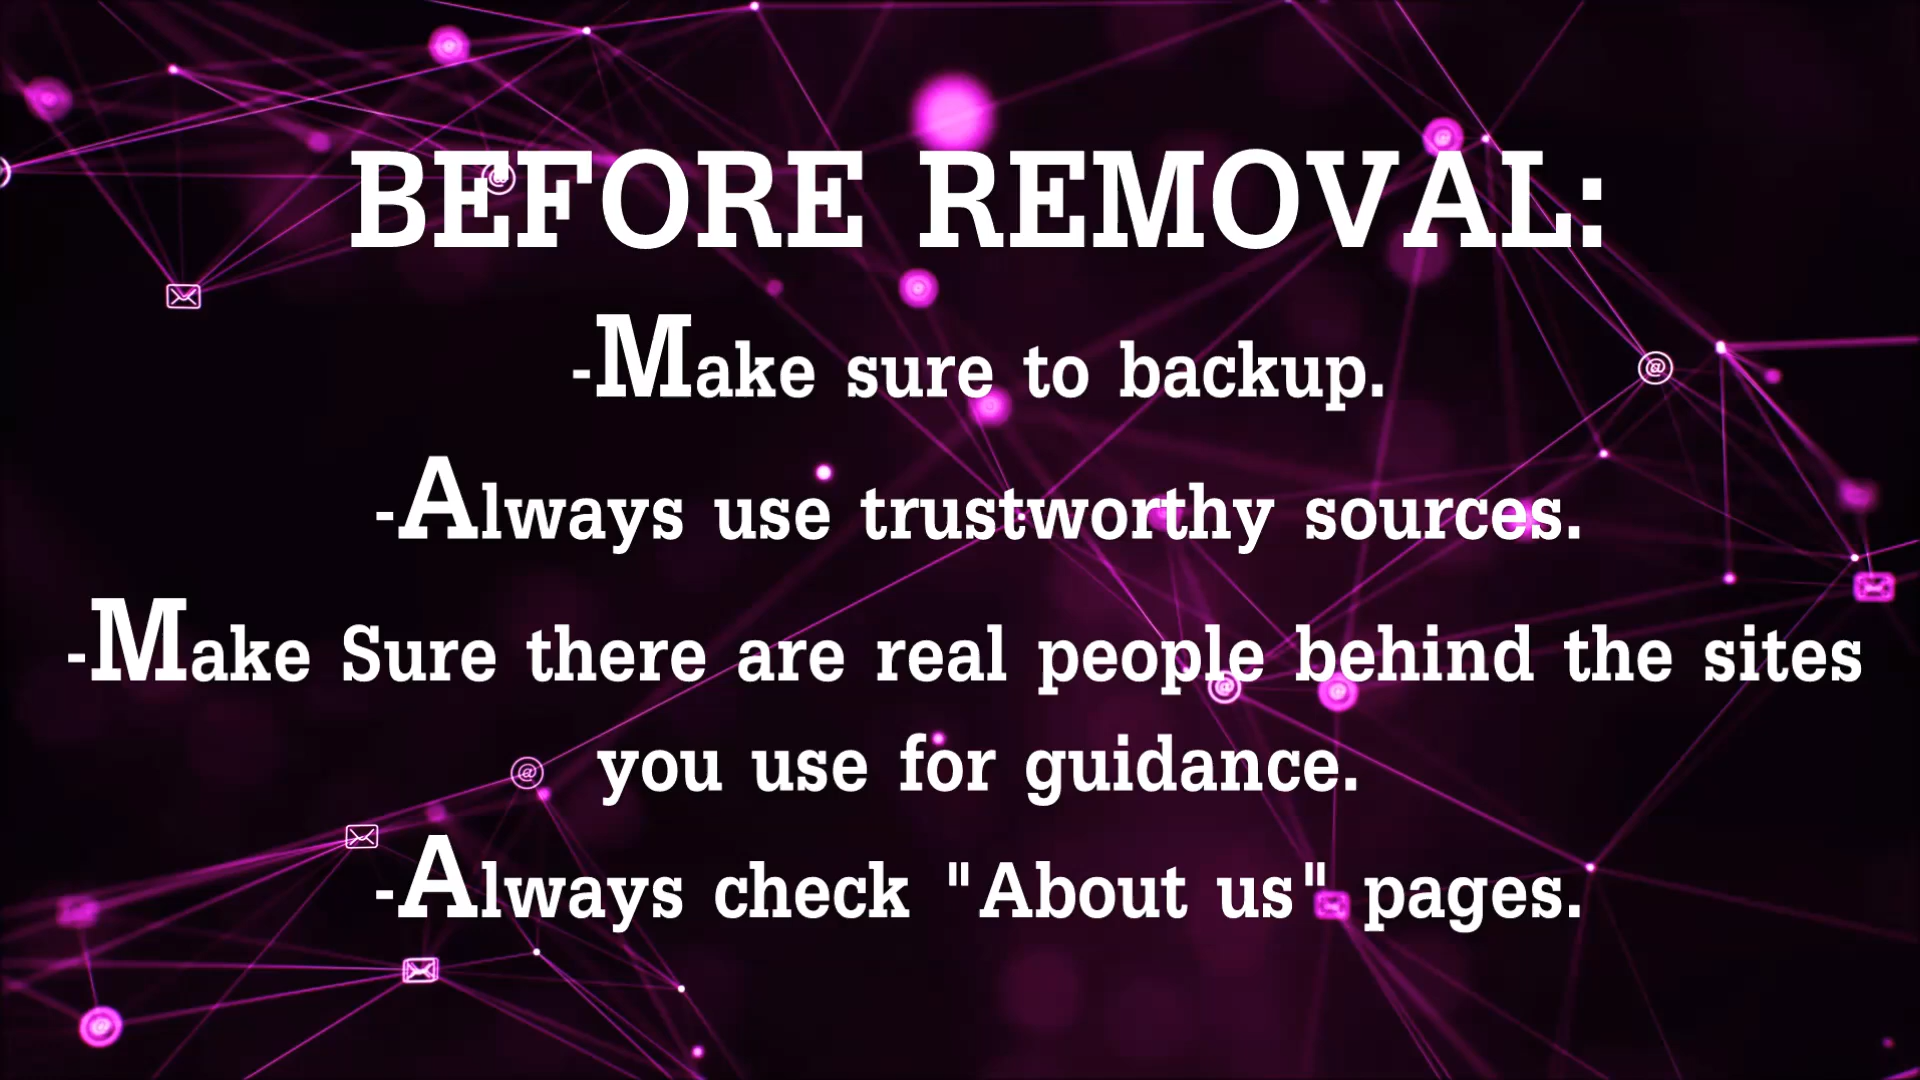 BEFORE REMOVAL:
-Make sure to backup.
-Always use trustworthy sources.
-Make Sure there are real people behind the sites
you use for guidance.
-Always check "About us" pages.